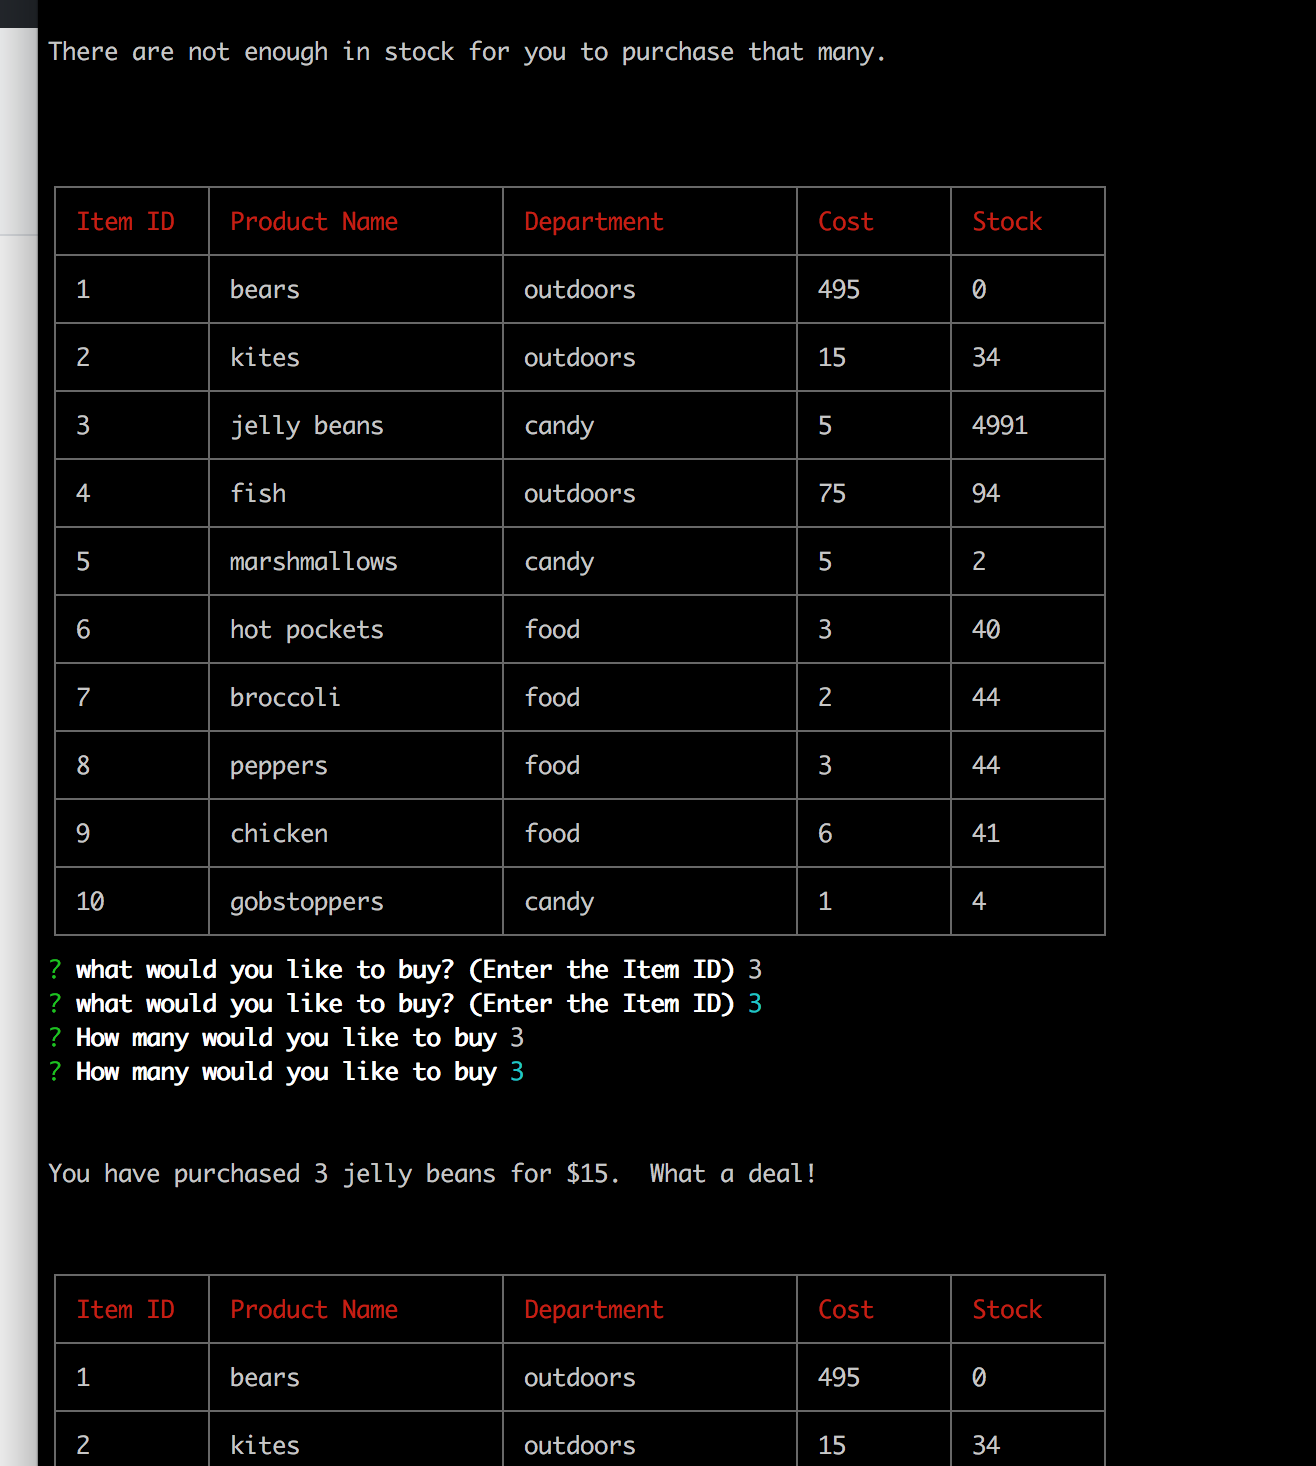 There are not enough in stock for you to purchase that many.
Item ID Product Name Department Cost Stock
1 bears outdoors 495 0
2 kites outdoors 15 34
3 jelly beans candy 5 4991
4 fish outdoors 75 94
5 marshmallows candy 5 2
6 hot pockets food 3 40
7 broccoli food 2 44
8 peppers food 3 44
9 chicken food 6 41
10 gobstoppers candy 1 4
? what would you like to buy? (Enter the Item ID) 3
? what would you like to buy? (Enter the Item ID) 3
? How many would you like to buy 3
? How many would you like to buy 3
You have purchased 3 jelly beans for $15.  What a deal!
Item ID Product Name Department Cost Stock
1 bears outdoors 495 0
2 kites outdoors 15 34